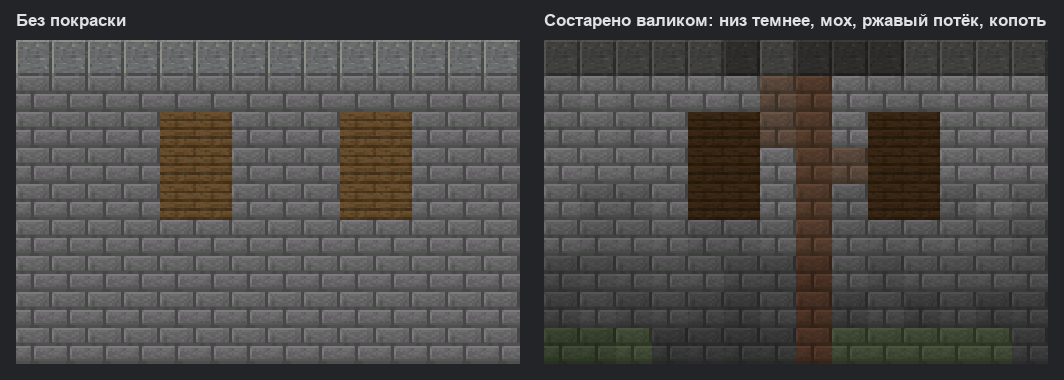 Без покраски
Состарено валиком: низ темнее, мох, ржавый потёк, копоть